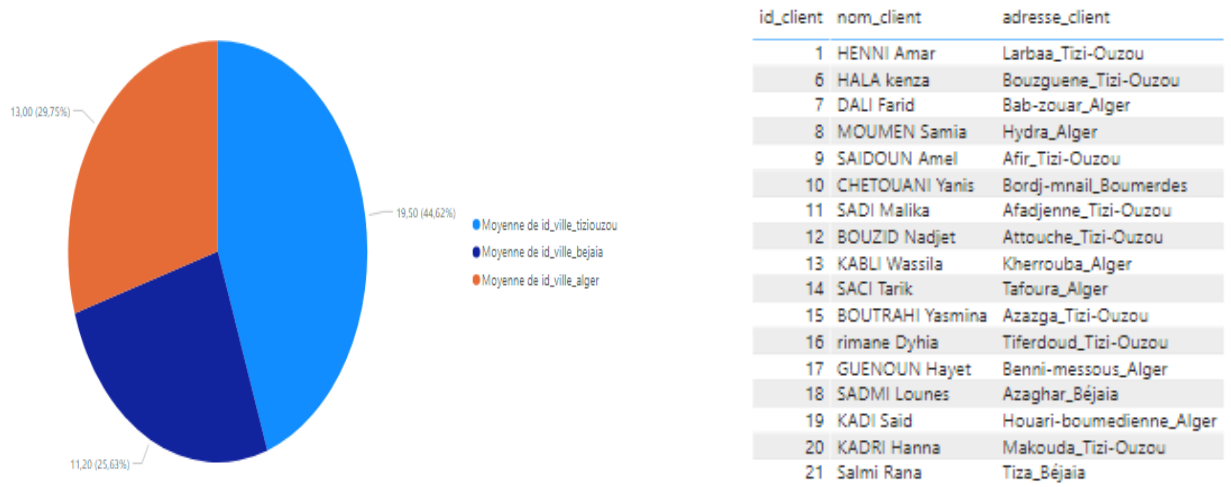 13,00 (29,75%)
19,50 (44,62%)
11,20 (25,63%)
Moyenne de id_ville_tiziouzou
Moyenne de id_ville_bejaia
Moyenne de id_ville_alger
id_client nom_client adresse_client
1 HENNI Amar Larbaa_Tizi-Ouzou
6 HALA kenza Bouzguene_Tizi-Ouzou
7 DALI Farid Bab-zouar_Alger
8 MOUMEN Samia Hydra_Alger
9 SAIDOUN Amel Afir_Tizi-Ouzou
10 CHETOUANI Yanis Bordj-mnail_Boumerdes
11 SADI Malika Afadjenne_Tizi-Ouzou
12 BOUZID Nadjet Attouche_Tizi-Ouzou
13 KABLI Wassila Kherrouba_Alger
14 SACI Tarik Tafoura_Alger
15 BOUTRAHI Yasmina Azazga_Tizi-Ouzou
16 rimane Dyhia Tiferdoud_Tizi-Ouzou
17 GUENOUN Hayet Benni-messous_Alger
18 SADMI Lounes Azaghar_Béjaia
19 KADI Said Houari-boumedienne_Alger
20 KADRI Hanna Makouda_Tizi-Ouzou
21 Salmi Rana Tiza_Béjaia